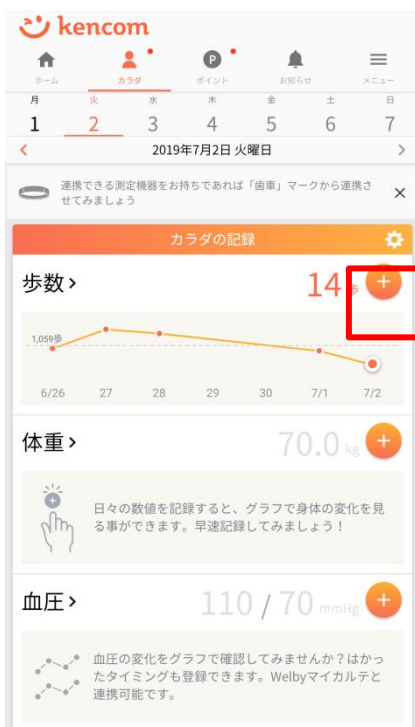 kencom
ホーム カラダ ポイント お知らせ メニュー
月 火 水 木 金 土 日
1 2 3 4 5 6 7
2019年7月2日 火曜日
連携できる測定機器をお持ちであれば「歯車」マークから連携さ
せてみましょう
カラダの記録
歩数
14 歩
1,059歩
6/26 27 28 29 30 7/1 7/2
体重
70.0 kg
日々の数値を記録すると、グラフで身体の変化を見
る事ができます。早速記録してみましょう！
血圧
110 / 70 mmHg
血圧の変化をグラフで確認してみませんか？はかっ
たタイミングも登録できます。Welbyマイカルテと
連携可能です。